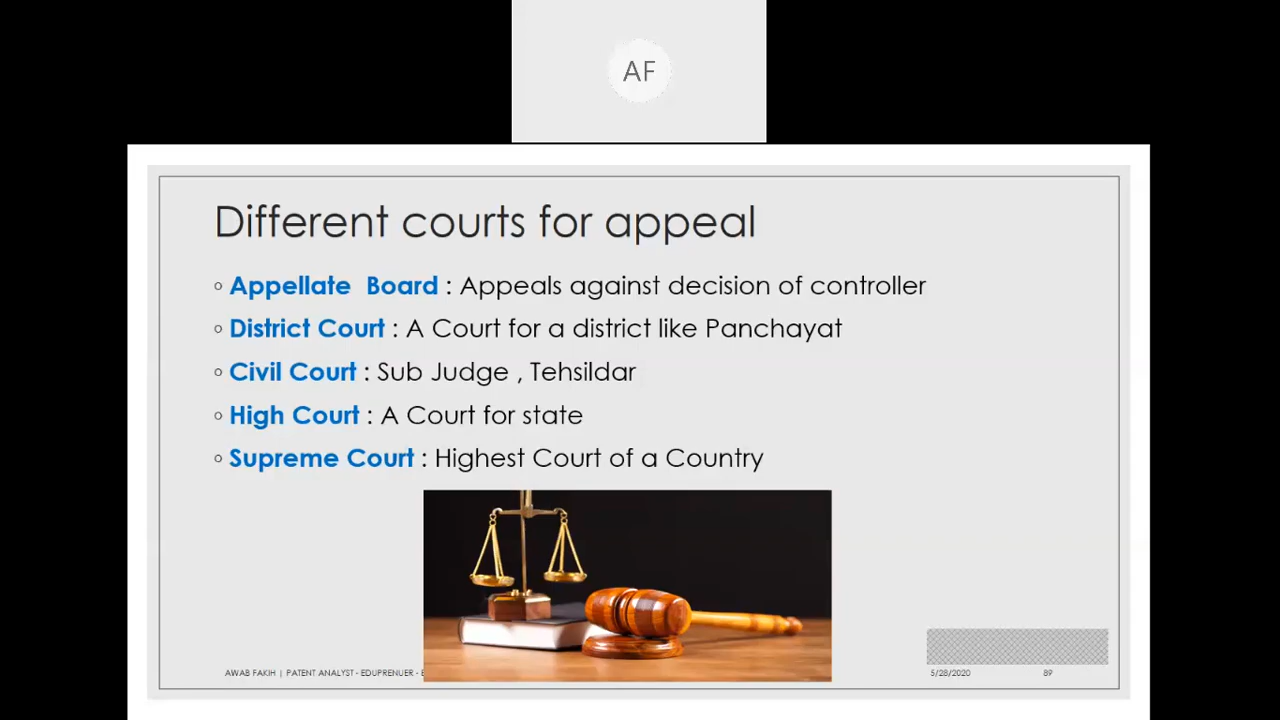 AF
Different courts for appeal
◦ Appellate Board : Appeals against decision of controller
◦ District Court : A Court for a district like Panchayat
◦ Civil Court : Sub Judge , Tehsildar
◦ High Court : A Court for state
◦ Supreme Court : Highest Court of a Country
AWAB FAKIH | PATENT ANALYST - EDUPRENUER - 5/28/2020 89